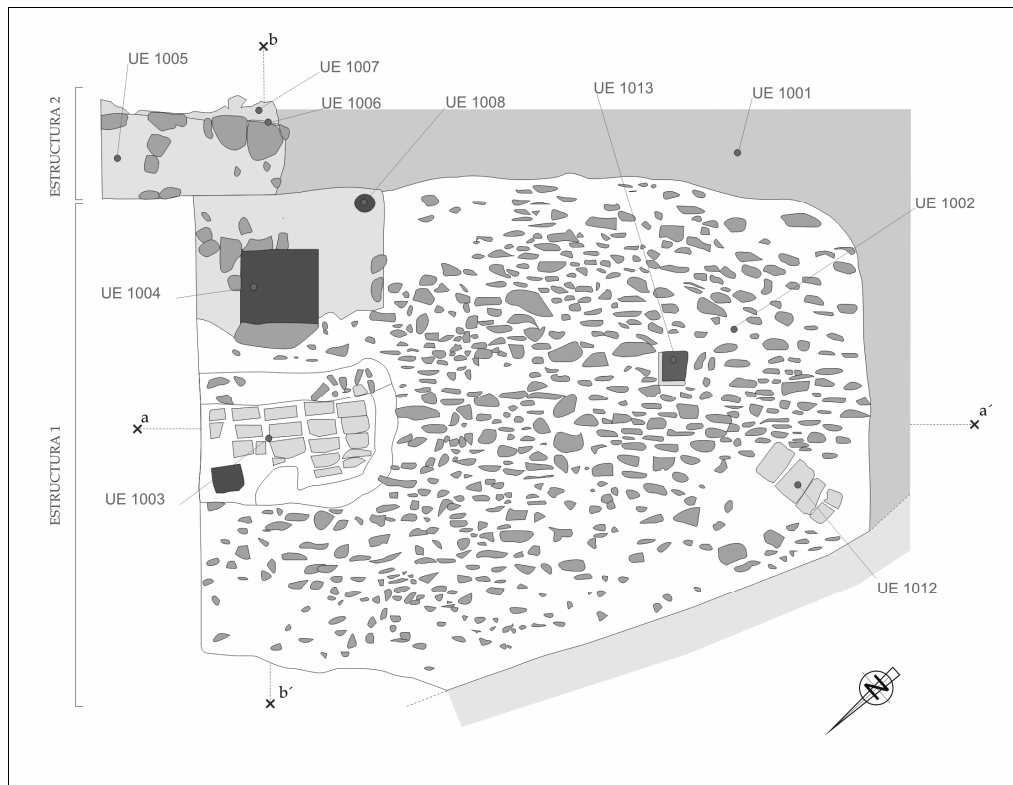 b
UE 1005
UE 1007
UE 1006
UE 1008
UE 1013
UE 1001
ESTRUCTURA 2
UE 1002
UE 1004
a
a´
ESTRUCTURA 1
UE 1003
UE 1012
b´
N